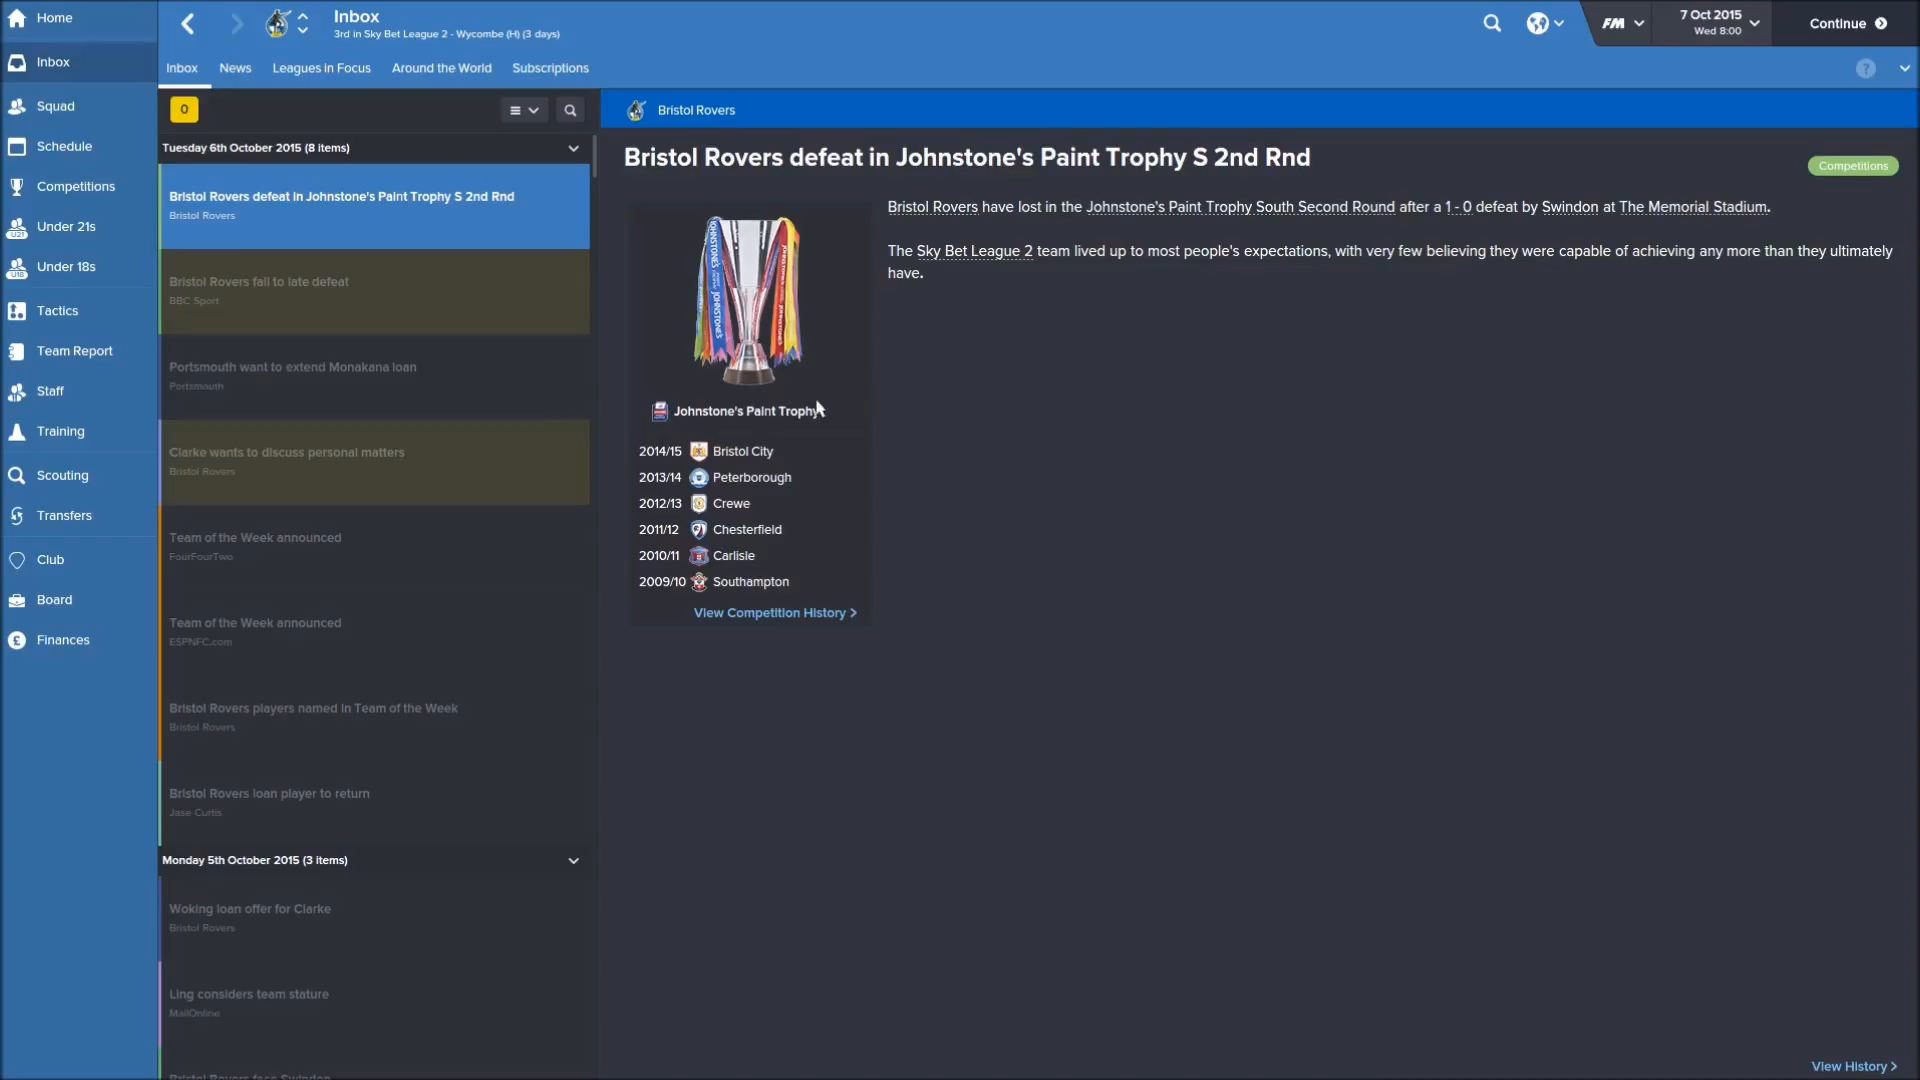 Home
Inbox
Squad
Schedule
Competitions
Under 21s
Under 18s
Tactics
Team Report
Staff
Training
Scouting
Transfers
Club
Board
Finances
Inbox
3rd in Sky Bet League 2 - Wycombe (H) (3 days)
FM
7 Oct 2015
Wed 8:00
Continue
Inbox
News
Leagues in Focus
Around the World
Subscriptions
?
0
Tuesday 6th October 2015 (8 items)
Bristol Rovers defeat in Johnstone's Paint Trophy S 2nd Rnd
Bristol Rovers
Bristol Rovers fall to late defeat
BBC Sport
Portsmouth want to extend Monakana loan
Portsmouth
Clarke wants to discuss personal matters
Bristol Rovers
Team of the Week announced
FourFourTwo
Team of the Week announced
ESPNFC.com
Bristol Rovers players named in Team of the Week
Bristol Rovers
Bristol Rovers loan player to return
Jase Curtis
Monday 5th October 2015 (3 items)
Woking loan offer for Clarke
Bristol Rovers
Ling considers team stature
MailOnline
Bristol Rovers face Swindon
Bristol Rovers
Bristol Rovers defeat in Johnstone's Paint Trophy S 2nd Rnd
Competitions
Bristol Rovers have lost in the Johnstone's Paint Trophy South Second Round after a 1 - 0 defeat by Swindon at The Memorial Stadium.
The Sky Bet League 2 team lived up to most people's expectations, with very few believing they were capable of achieving any more than they ultimately
have.
Johnstone's Paint Trophy
2014/15 Bristol City
2013/14 Peterborough
2012/13 Crewe
2011/12 Chesterfield
2010/11 Carlisle
2009/10 Southampton
View Competition History >
View History >